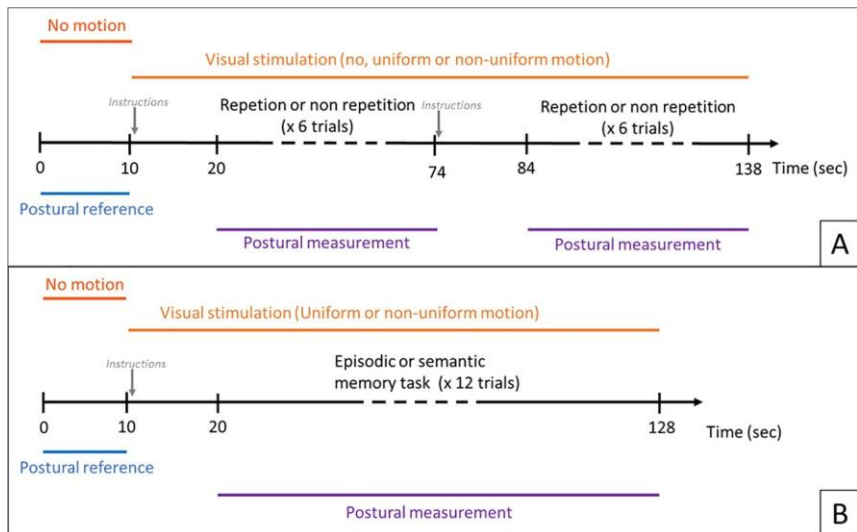 No motion
Visual stimulation (no, uniform or non-uniform motion)
Instructions
Repetion or non repetition
(x 6 trials)
Instructions
Repetion or non repetition
(x 6 trials)
0
10
20
74
84
138
Time (sec)
Postural reference
Postural measurement
Postural measurement
A
No motion
Visual stimulation (Uniform or non-uniform motion)
Instructions
Episodic or semantic
memory task (x 12 trials)
0
10
20
128
Time (sec)
Postural reference
Postural measurement
B